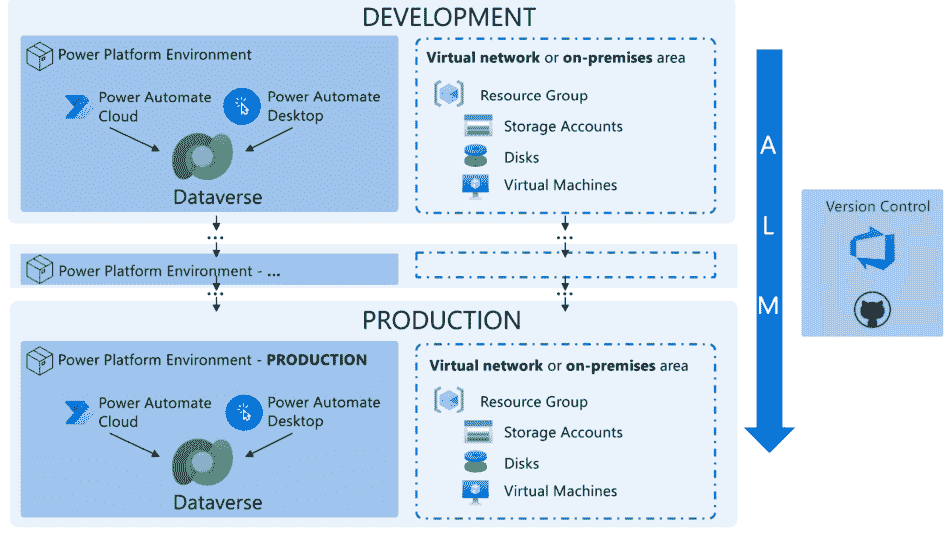 DEVELOPMENT
Power Platform Environment
Power Automate
Cloud
Power Automate
Desktop
Dataverse
Virtual network or on-premises area
Resource Group
Storage Accounts
Disks
Virtual Machines
...
...
Power Platform Environment - ...
...
...
PRODUCTION
Power Platform Environment - PRODUCTION
Power Automate
Cloud
Power Automate
Desktop
Dataverse
Virtual network or on-premises area
Resource Group
Storage Accounts
Disks
Virtual Machines
A
L
M
Version Control